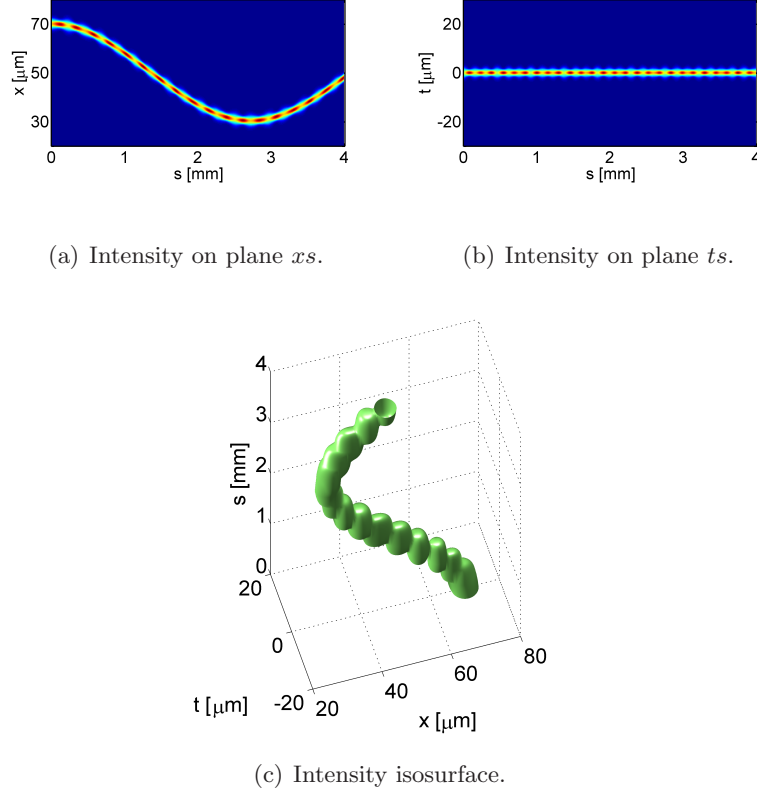 70
50
30
x [μm]
0 1 2 3 4
s [mm]
20
0
-20
t [μm]
0 1 2 3 4
s [mm]
(a) Intensity on plane xs.
(b) Intensity on plane ts.
4
3
2
1
0
s [mm]
20
0
-20
t [μm]
20
40
60
80
x [μm]
(c) Intensity isosurface.